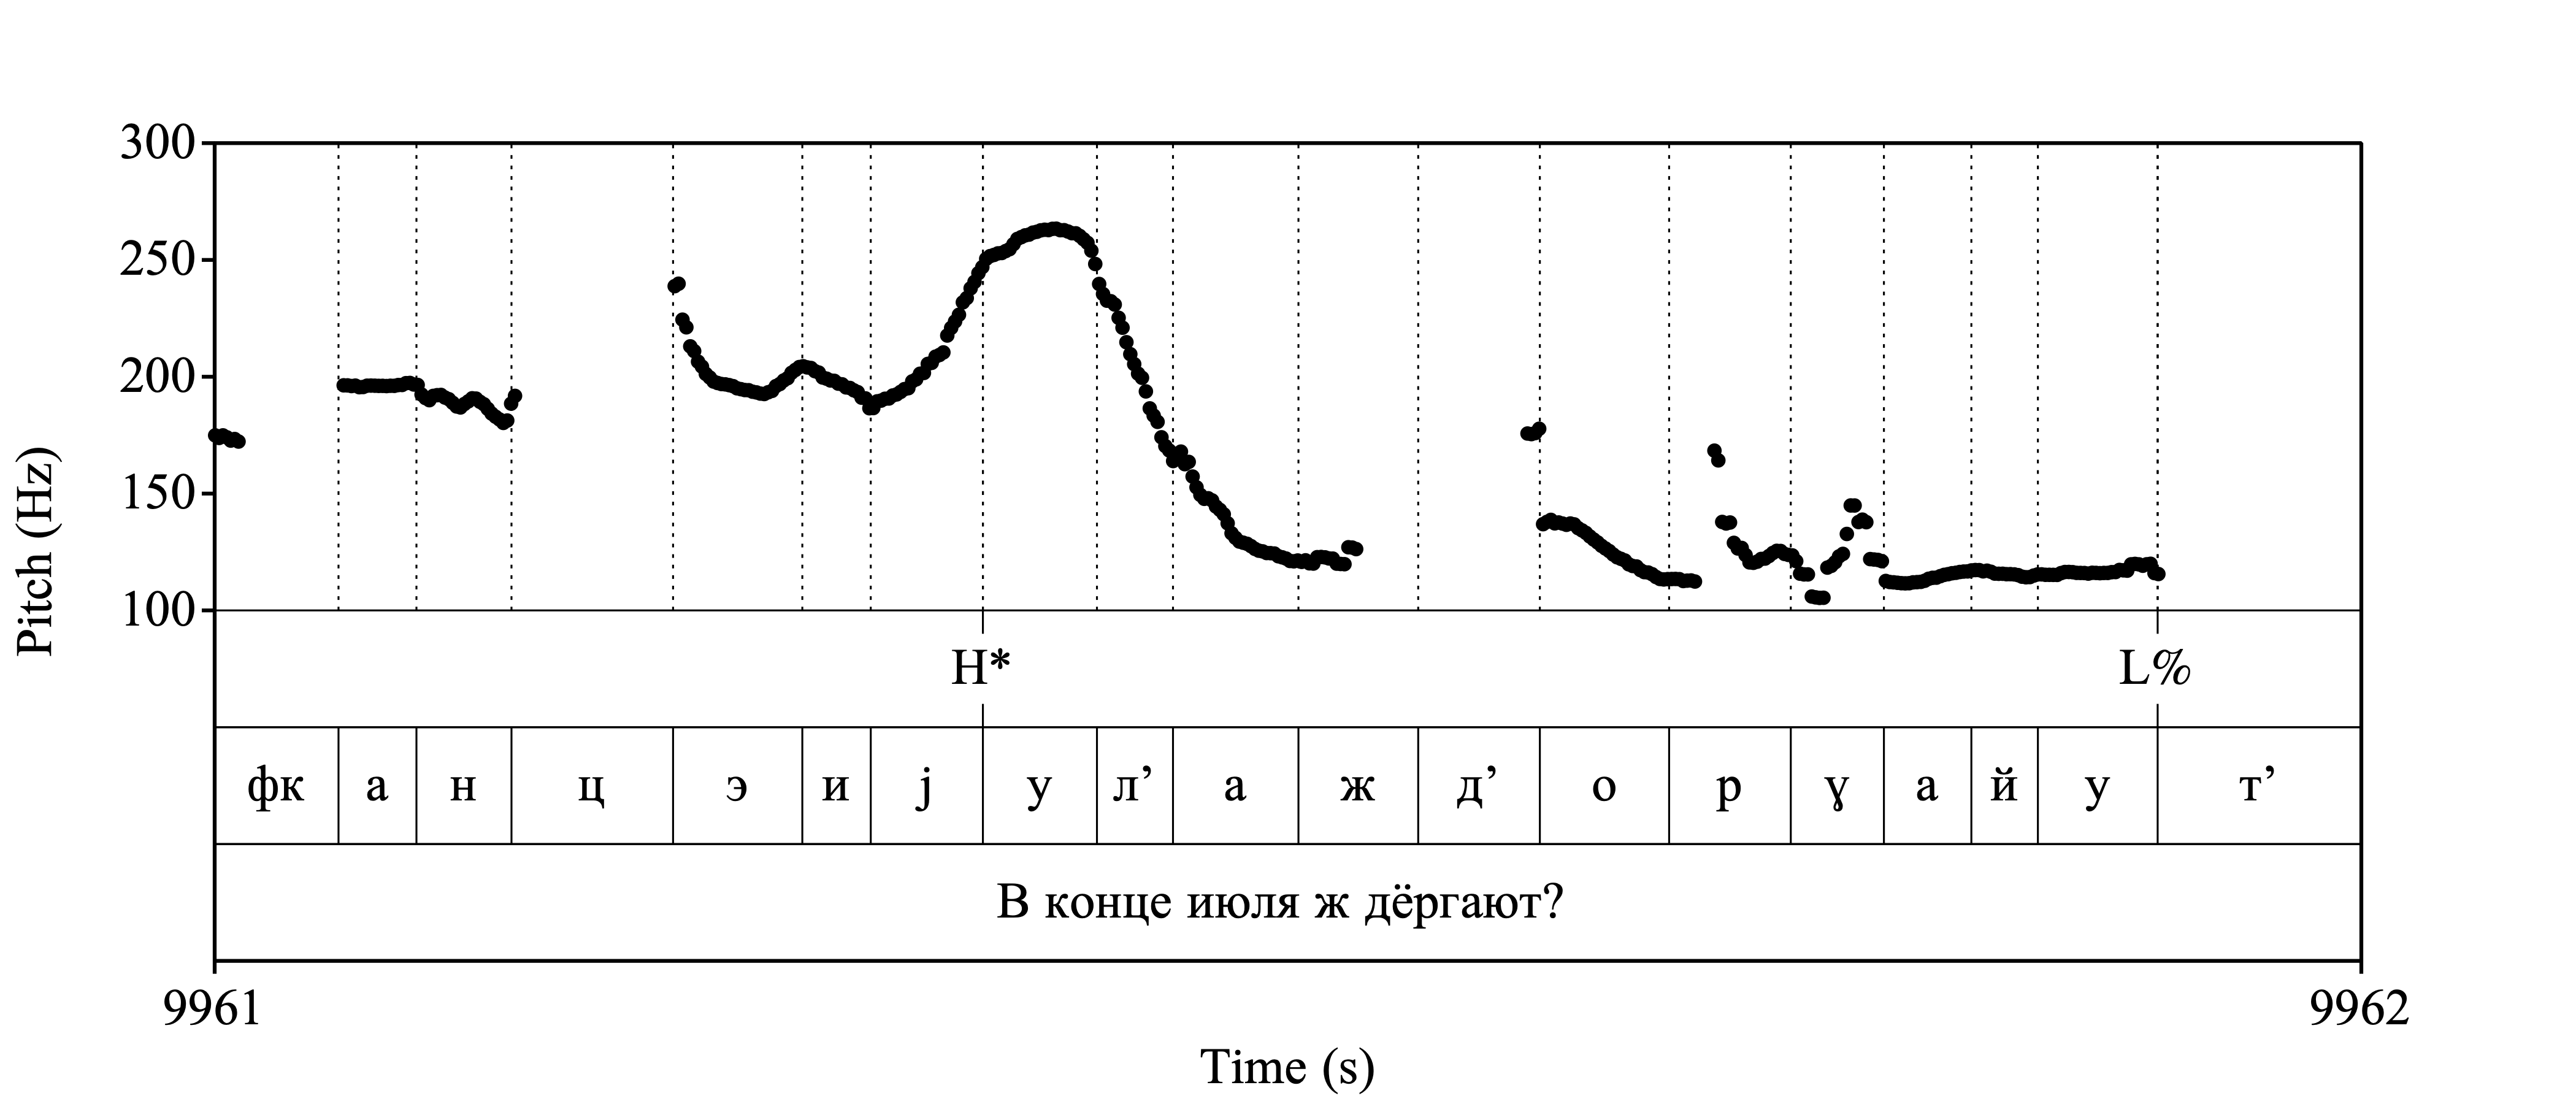 300
250
200
150
100
Pitch (Hz)
H* L%
фк а н ц э и j у л’ а ж д’ о р ɣ а й у т’
В конце июля ж дёргают?
9961 9962
Time (s)